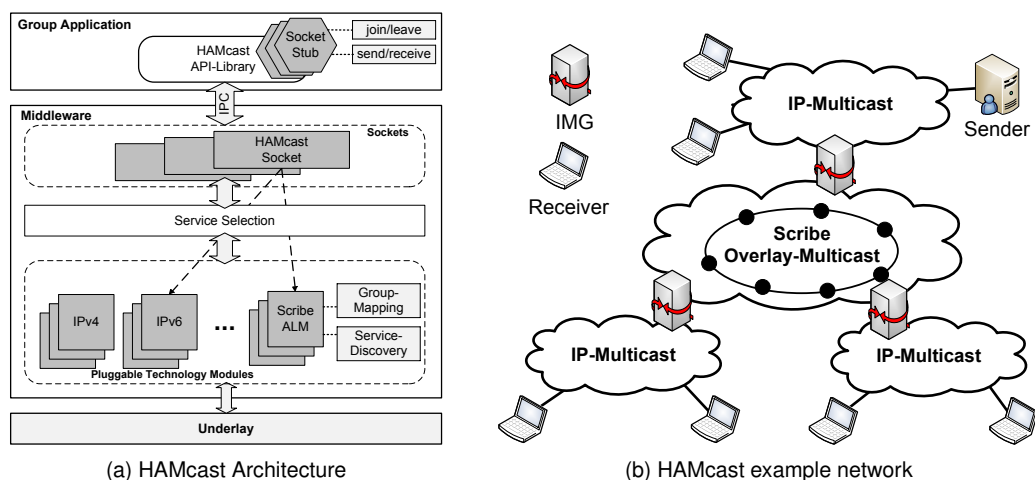 Group Application
HAMcast
API-Library
Socket
Stub
join/leave
send/receive
IPC
Middleware
Sockets
HAMcast
Socket
Service Selection
IPv4
IPv6
...
Scribe
ALM
Group-
Mapping
Service-
Discovery
Pluggable Technology Modules
Underlay
(a) HAMcast Architecture
IMG
Receiver
IP-Multicast
Sender
Scribe
Overlay-Multicast
IP-Multicast
IP-Multicast
(b) HAMcast example network